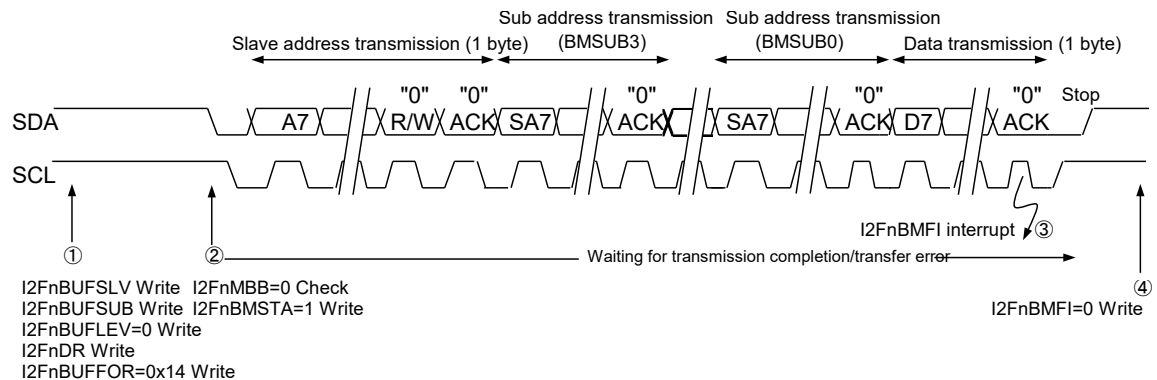 Sub address transmission Sub address transmission
Slave address transmission (1 byte) (BMSUB3) (BMSUB0) Data transmission (1 byte)
"0" "0" "0" "0" "0" Stop
SDA A7 R/W ACK SA7 ACK SA7 ACK D7 ACK
SCL
I2FnBMFI interrupt ③
① ② Waiting for transmission completion/transfer error
④
I2FnBUFSLV Write I2FnMBB=0 Check
I2FnBUFSUB Write I2FnBMSTA=1 Write I2FnBMFI=0 Write
I2FnBUFLEV=0 Write
I2FnDR Write
I2FnBUFFOR=0x14 Write